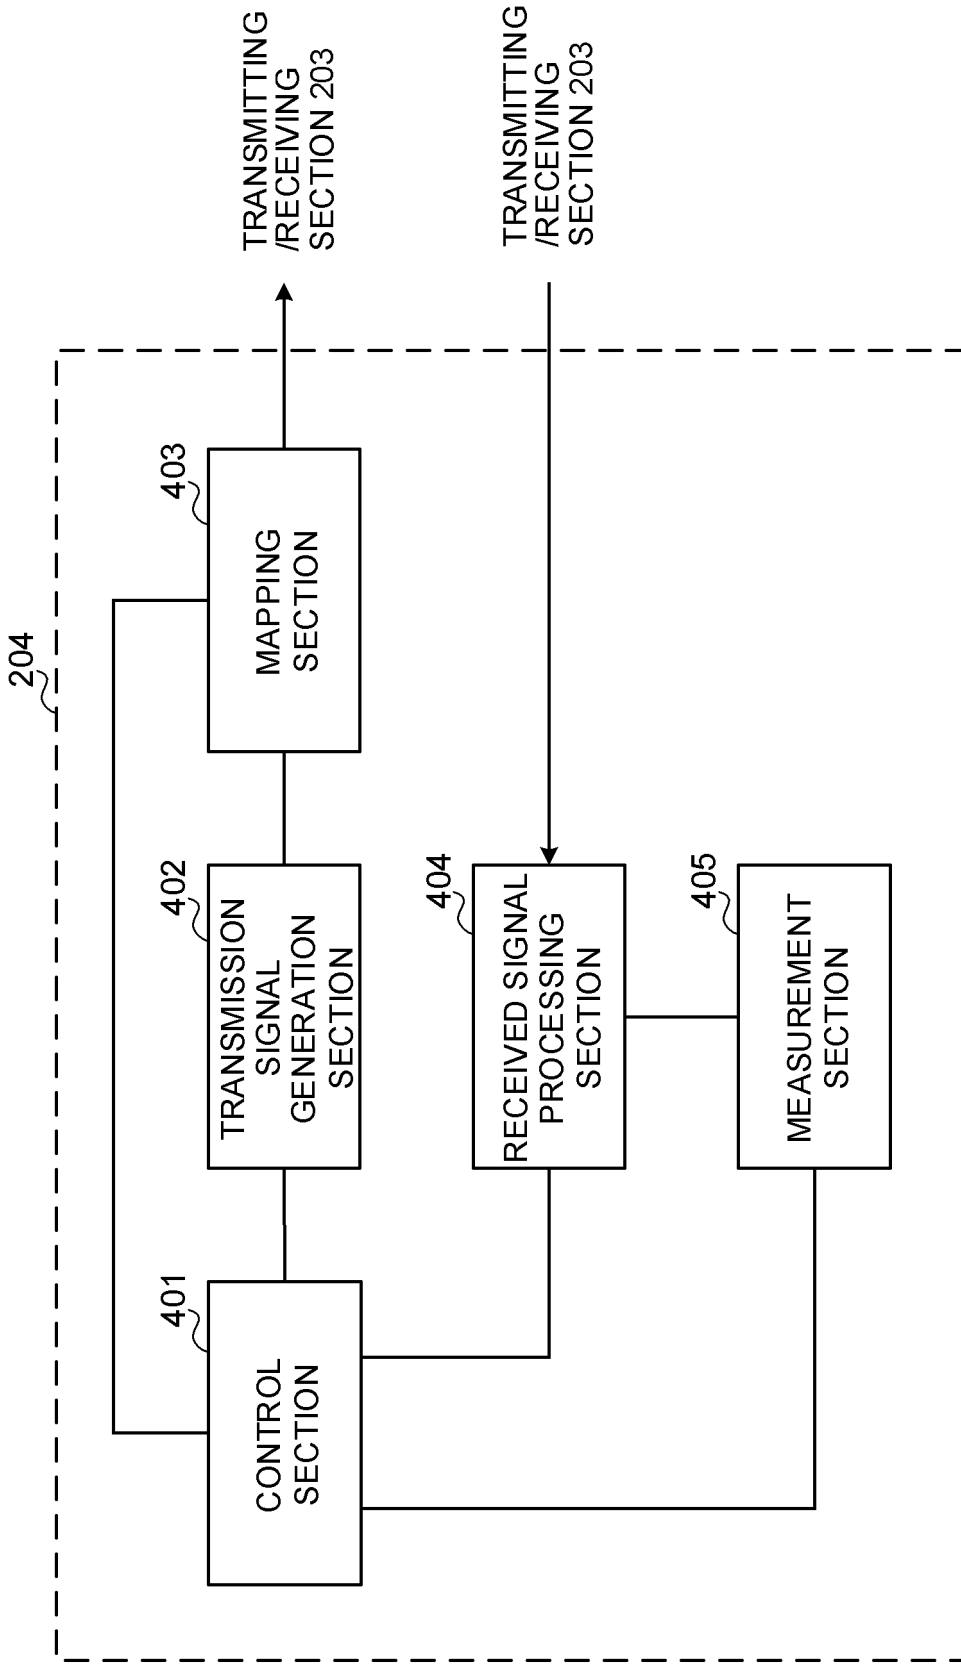 204
401
CONTROL
SECTION
402
TRANSMISSION
SIGNAL
GENERATION
SECTION
403
MAPPING
SECTION
TRANSMITTING
/RECEIVING
SECTION 203
404
RECEIVED SIGNAL
PROCESSING
SECTION
TRANSMITTING
/RECEIVING
SECTION 203
405
MEASUREMENT
SECTION